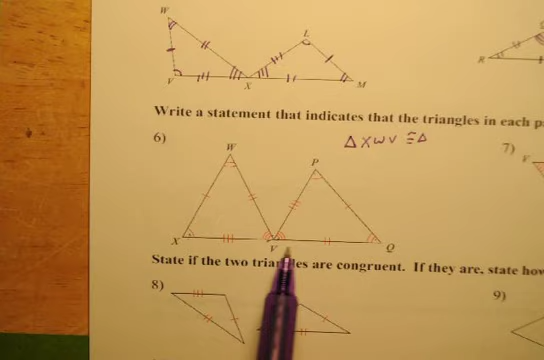 W
L
V
X
M
R
Write a statement that indicates that the triangles in each
6)
7)
△XWV ≅△
W
P
V
X
V
Q
State if the two triangles are congruent. If they are, state how
8)
9)